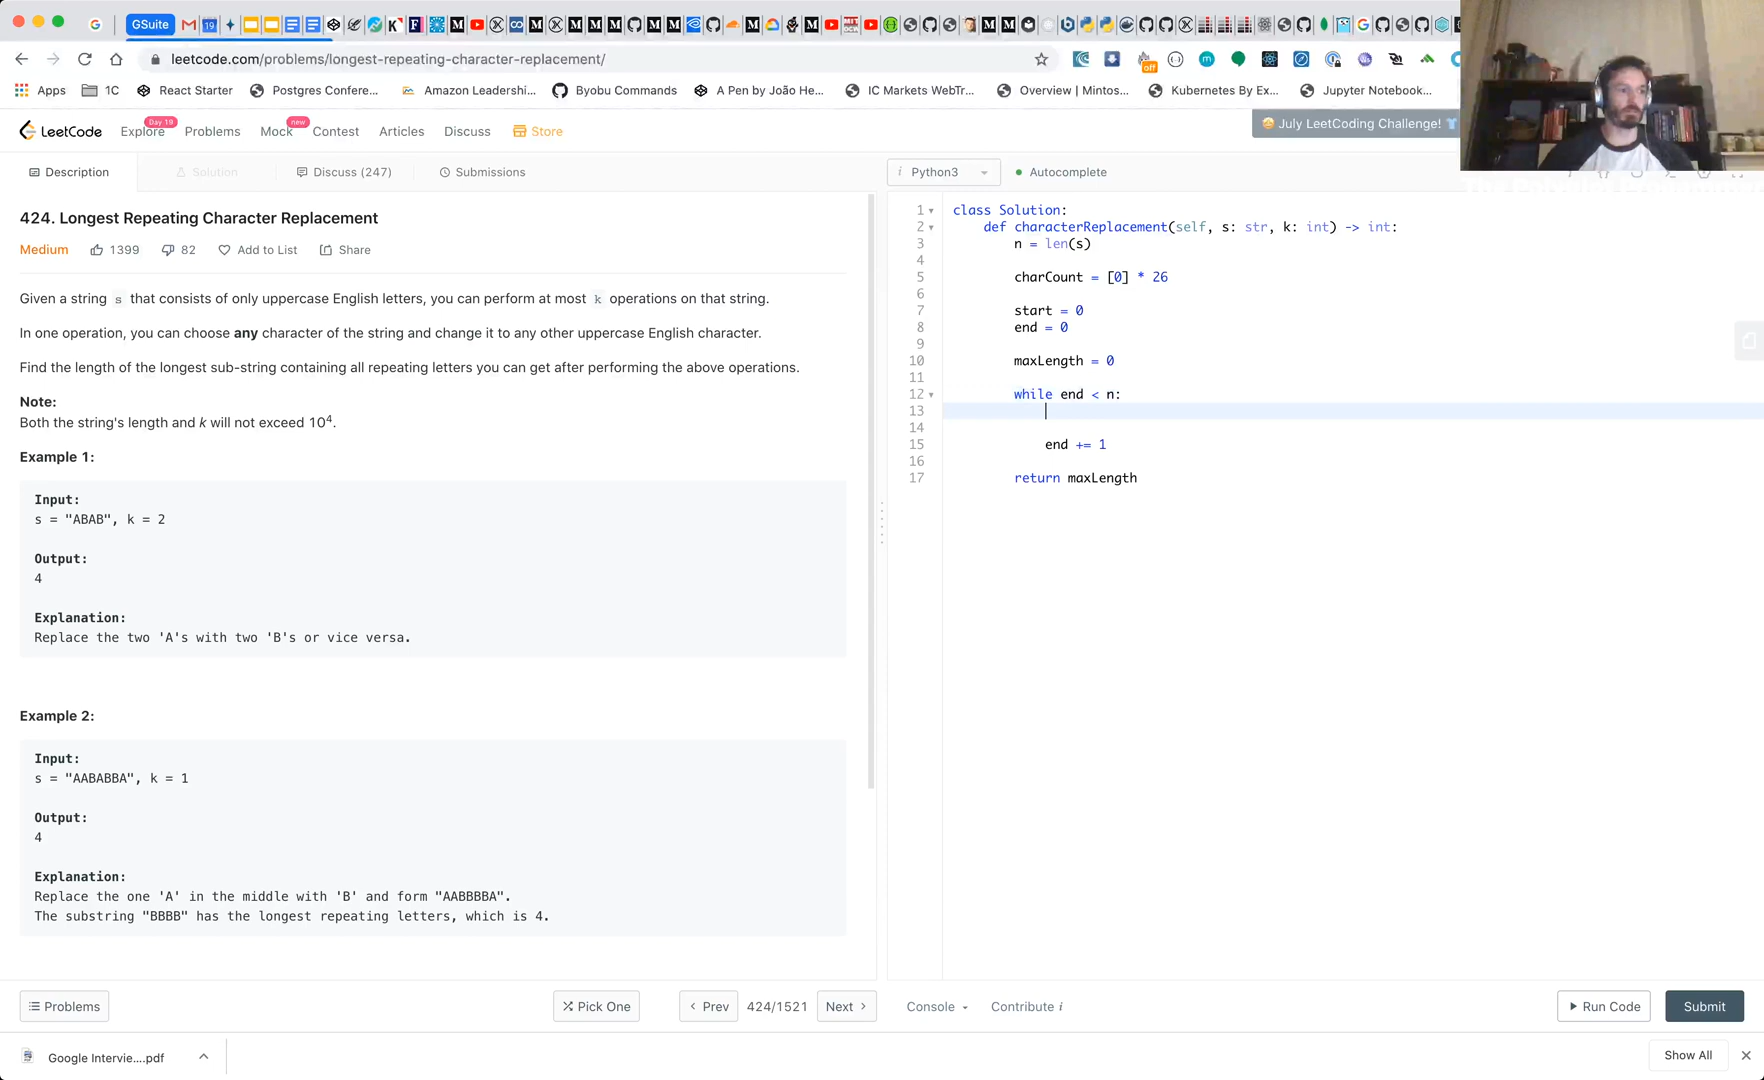 GSuite
19
leetcode.com/problems/longest-repeating-character-replacement/
off
Apps
1C
React Starter
Postgres Confere...
Amazon Leadershi...
Byobu Commands
A Pen by João He...
IC Markets WebTr...
Overview | Mintos...
Kubernetes By Ex...
Jupyter Notebook...
LeetCode
Explore
Day 19
Problems
Mock
new
Contest
Articles
Discuss
Store
July LeetCoding Challenge!
Description
Solution
Discuss (247)
Submissions
i Python3
Autocomplete
424. Longest Repeating Character Replacement
Medium
1399
82
Add to List
Share
Given a string s that consists of only uppercase English letters, you can perform at most k operations on that string.
In one operation, you can choose any character of the string and change it to any other uppercase English character.
Find the length of the longest sub-string containing all repeating letters you can get after performing the above operations.
Note:
Both the string's length and k will not exceed 10⁴.
Example 1:
Input:
s = "ABAB", k = 2
Output:
4
Explanation:
Replace the two 'A's with two 'B's or vice versa.
Example 2:
Input:
s = "AABABBA", k = 1
Output:
4
Explanation:
Replace the one 'A' in the middle with 'B' and form "AABBBBA".
The substring "BBBB" has the longest repeating letters, which is 4.
1 class Solution:
2 def characterReplacement(self, s: str, k: int) -> int:
3 n = len(s)
4
5 charCount = [0] * 26
6
7 start = 0
8 end = 0
9
10 maxLength = 0
11
12 while end < n:
13
14
15 end += 1
16
17 return maxLength
Problems
Pick One
Prev
424/1521
Next
Console
Contribute i
Run Code
Submit
Google Intervie....pdf
Show All